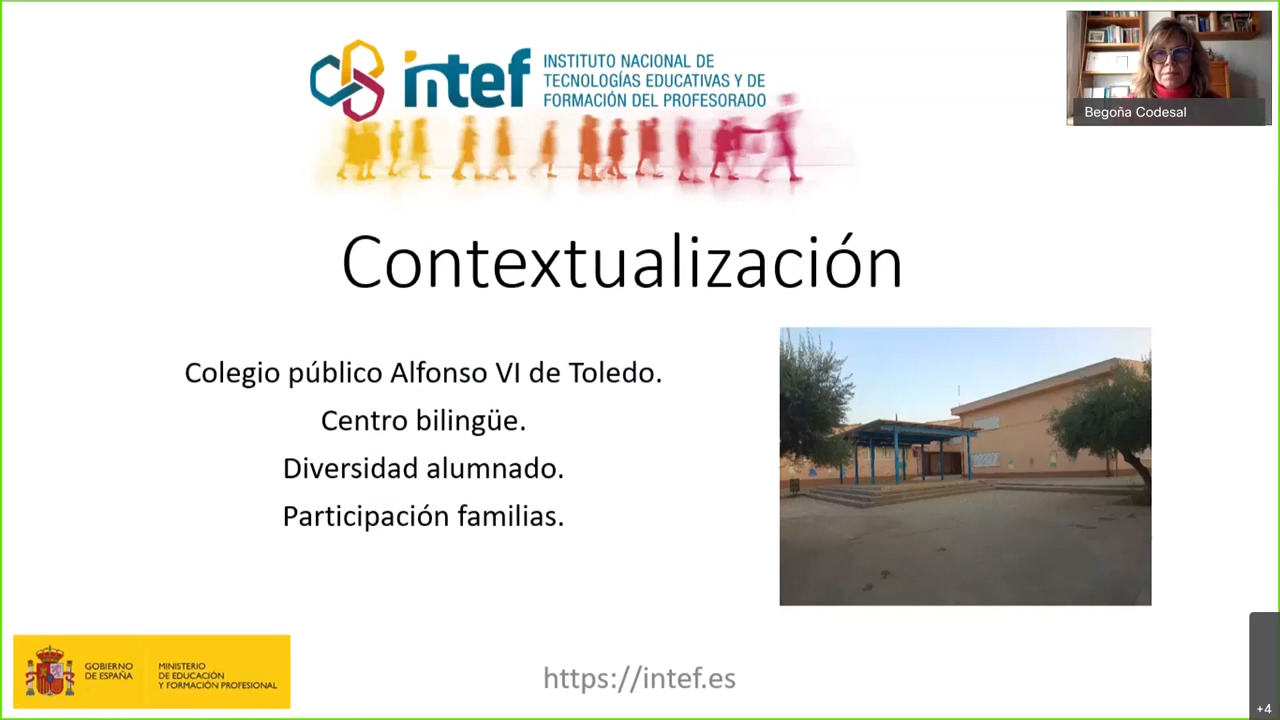 intef
INSTITUTO NACIONAL DE
TECNOLOGÍAS EDUCATIVAS Y DE
FORMACIÓN DEL PROFESORADO
Begoña Codesal
Contextualización
Colegio público Alfonso VI de Toledo.
Centro bilingüe.
Diversidad alumnado.
Participación familias.
GOBIERNO
DE ESPAÑA
MINISTERIO
DE EDUCACIÓN
Y FORMACIÓN PROFESIONAL
https://intef.es
+4